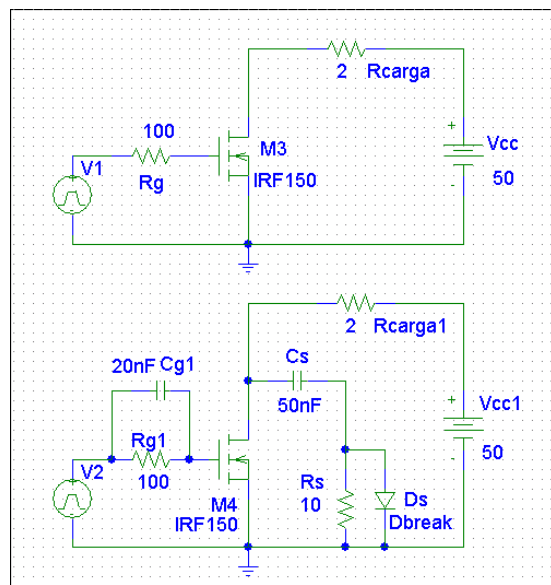 2 Rcarga
100
V1
Rg
M3
IRF150
+
Vcc
-
50
2 Rcarga1
20nF Cg1
Cs
50nF
+
Vcc1
-
50
Rg1
100
V2
M4
IRF150
Rs
10
Ds
Dbreak